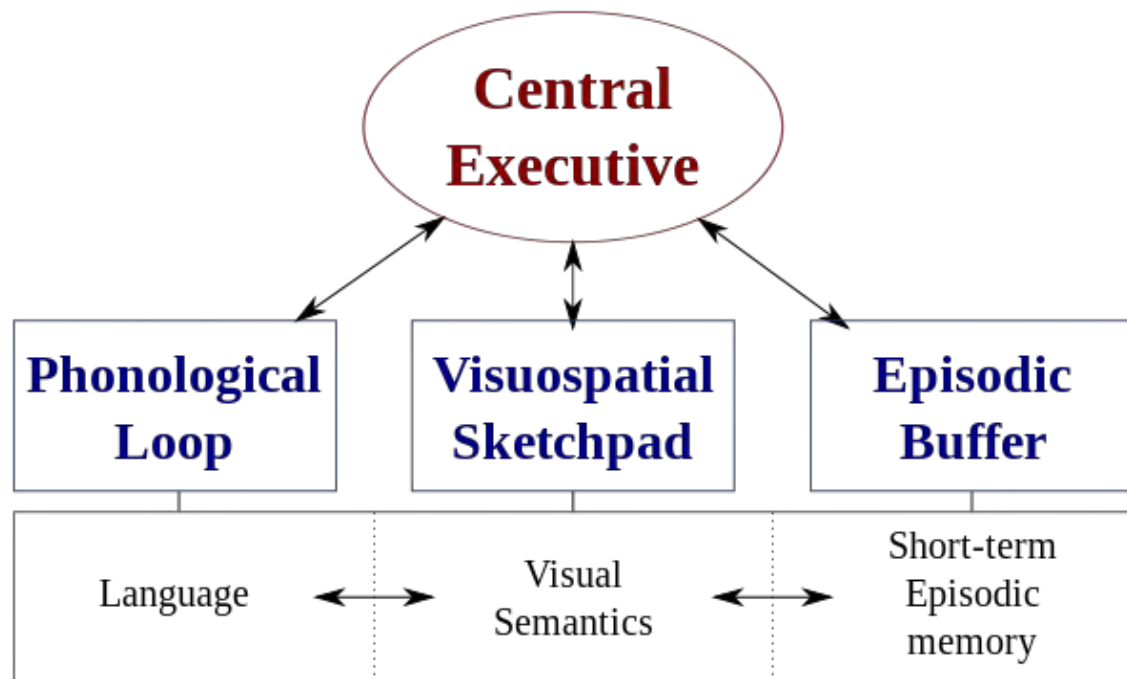 Central
Executive
Phonological
Loop
Visuospatial
Sketchpad
Episodic
Buffer
Language
Visual
Semantics
Short-term
Episodic
memory